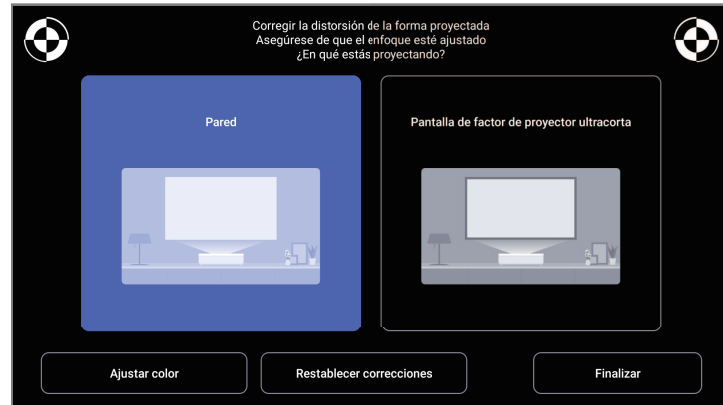 Corregir la distorsión de la forma proyectada
Asegúrese de que el enfoque esté ajustado
¿En qué estás proyectando?
Pared
Pantalla de factor de proyector ultracorta
Ajustar color
Restablecer correcciones
Finalizar